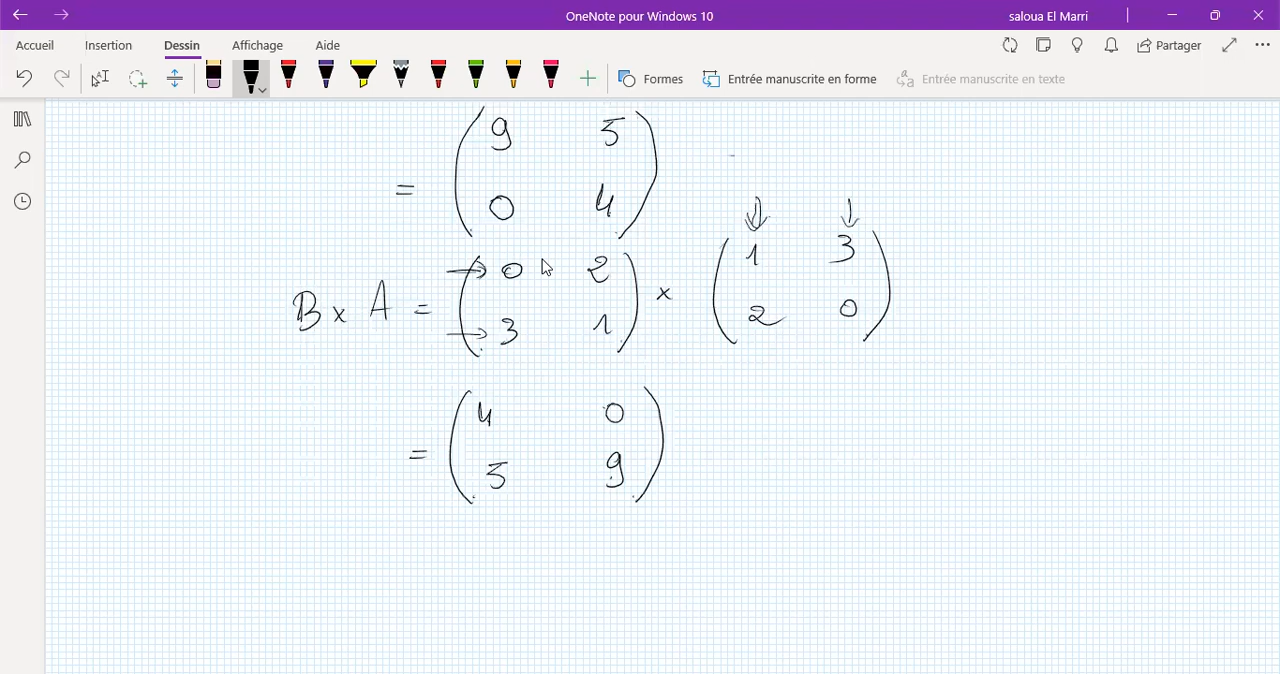 OneNote pour Windows 10
saloua El Marri
Accueil Insertion Dessin Affichage Aide Partager
Formes Entrée manuscrite en forme Entrée manuscrite en texte
9 5
= 0 4
1 3
B x A = ( 0 2 ) x ( 2 0 )
3 1
4 0
= ( 5 9 )